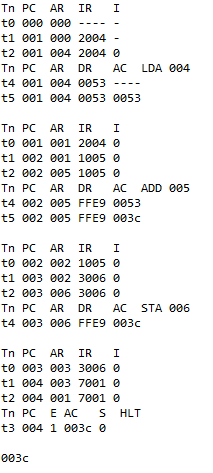 Tn PC  AR  IR   I
t0 000 000 ---- -
t1 001 000 2004 -
t2 001 004 2004 0
Tn PC  AR  DR   AC  LDA 004
t4 001 004 0053 ----
t5 001 004 0053 0053
Tn PC  AR  IR   I
t0 001 001 2004 0
t1 002 001 1005 0
t2 002 005 1005 0
Tn PC  AR  DR   AC  ADD 005
t4 002 005 FFE9 0053
t5 002 005 FFE9 003c
Tn PC  AR  IR   I
t0 002 002 1005 0
t1 003 002 3006 0
t2 003 006 3006 0
Tn PC  AR  DR   AC  STA 006
t4 003 006 FFE9 003c
Tn PC  AR  IR   I
t0 003 003 3006 0
t1 004 003 7001 0
t2 004 001 7001 0
Tn PC  E AC   S  HLT
t3 004 1 003c 0
003c